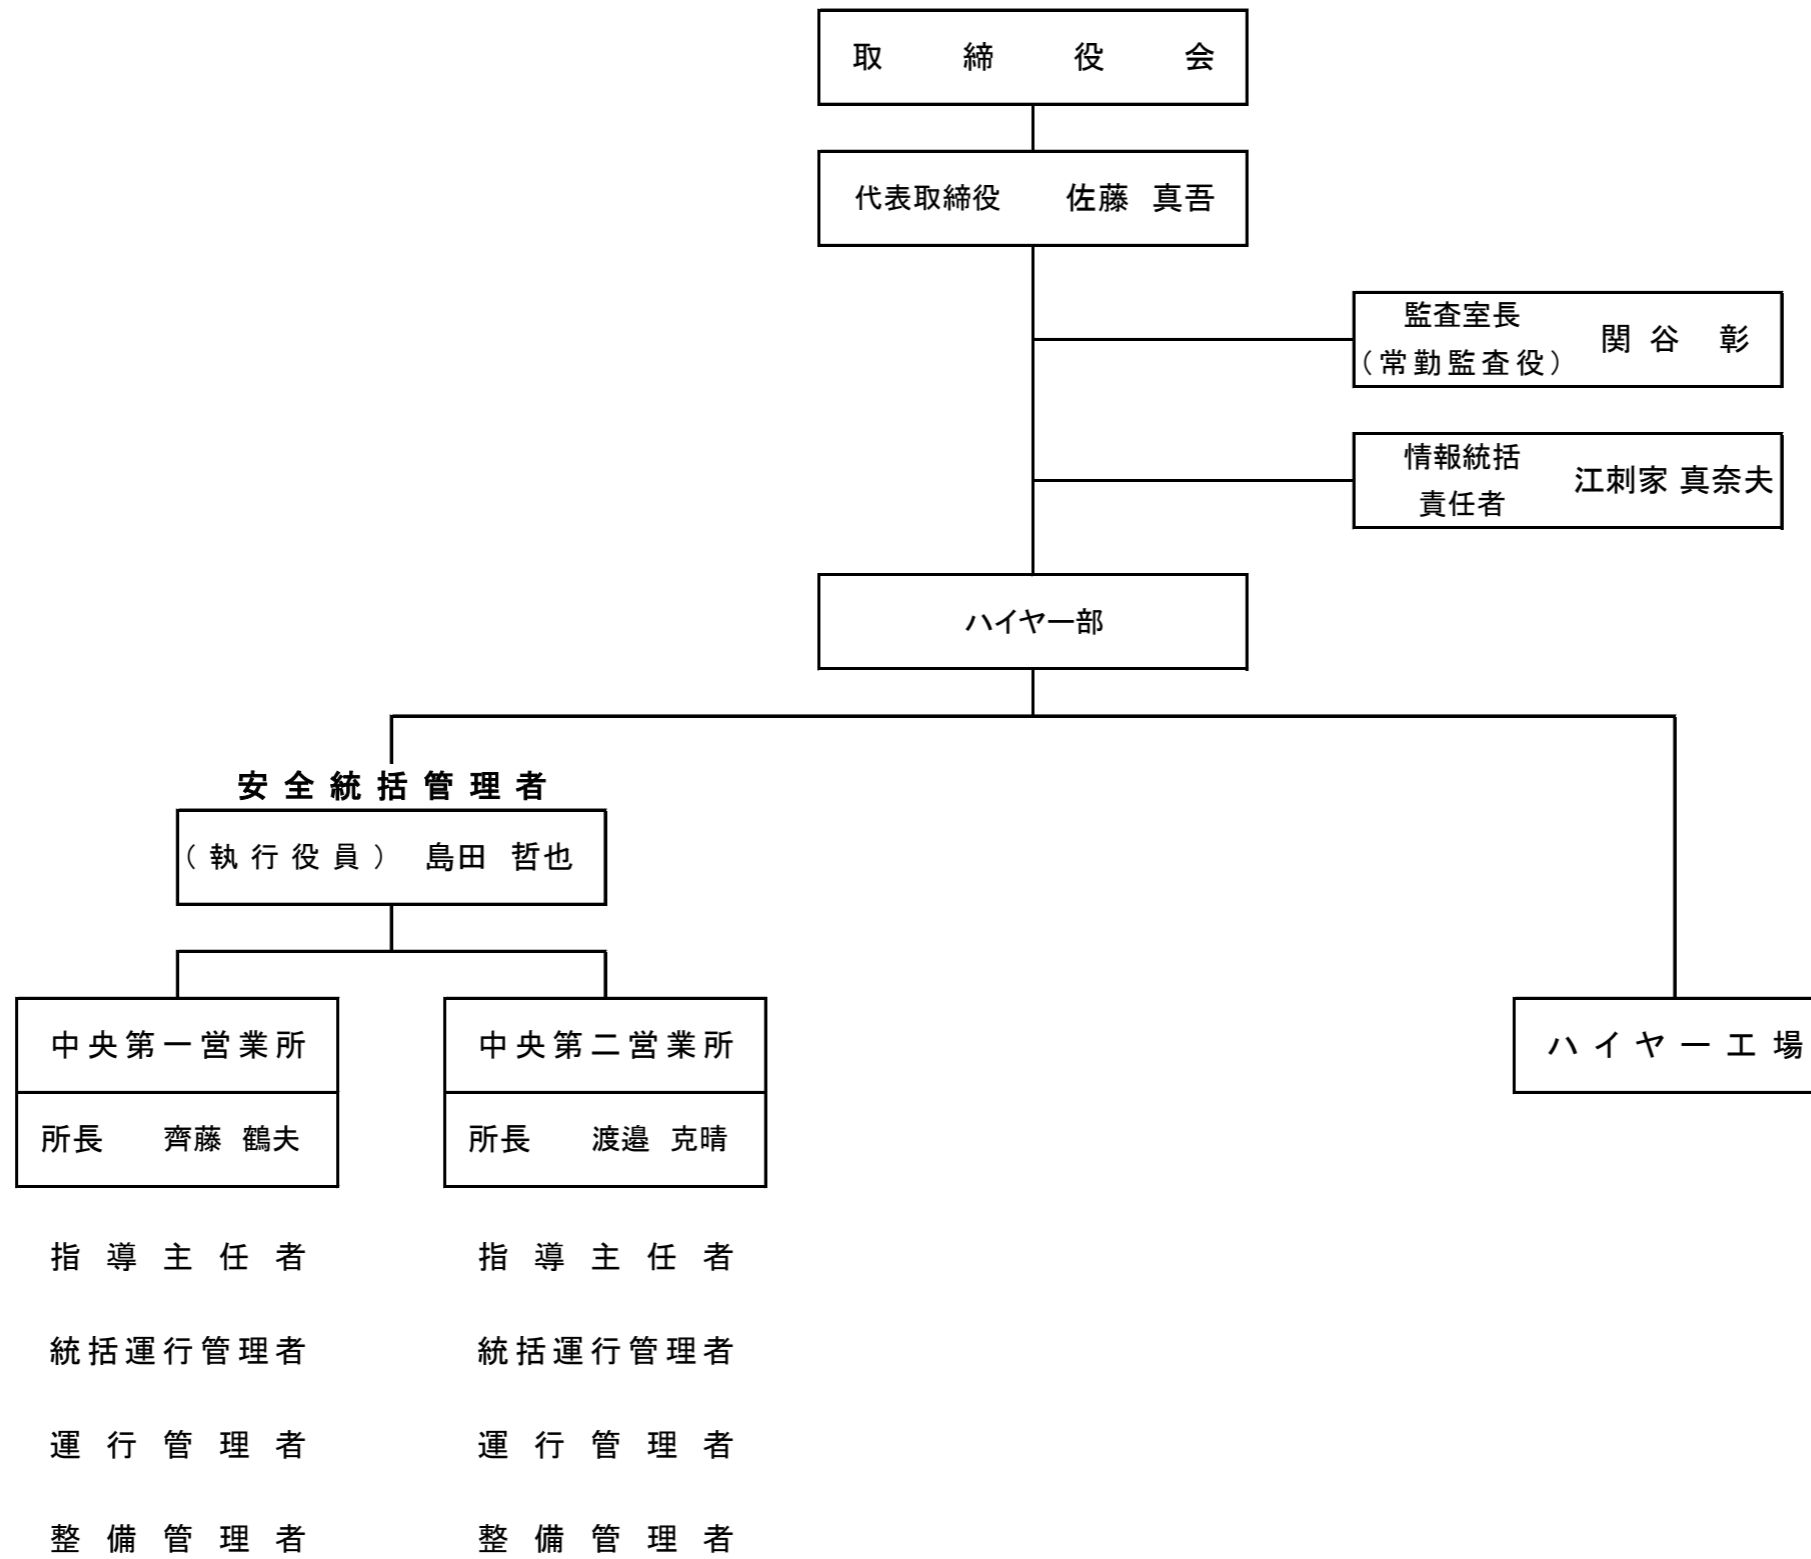 取締役会
代表取締役 佐藤 真吾
監査室長
（常勤監査役） 関谷 彰
情報統括
責任者 江刺家 真奈夫
ハイヤー部
安全統括管理者
（執行役員） 島田 哲也
中央第一営業所
所長 齊藤 鶴夫
指導主任者
統括運行管理者
運行管理者
整備管理者
中央第二営業所
所長 渡邉 克晴
指導主任者
統括運行管理者
運行管理者
整備管理者
ハイヤー工場